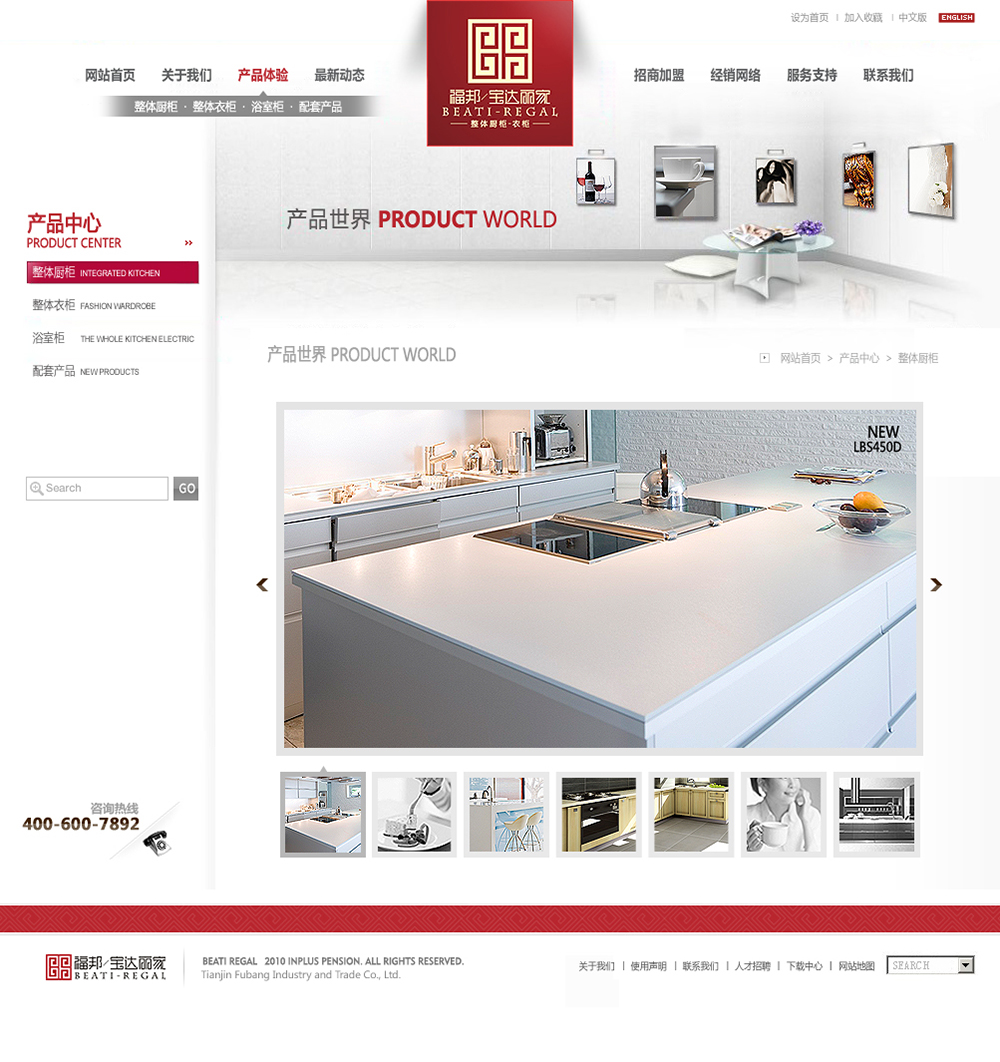 设为首页 | 加入收藏 | 中文版 ENGLISH
网站首页 关于我们 产品体验 最新动态
招商加盟 经销网络 服务支持 联系我们
整体厨柜 · 整体衣柜 · 浴室柜 · 配套产品
福邦/宝达丽家
BEATI-REGAL
整体厨柜-衣柜
产品世界 PRODUCT WORLD
产品中心
PRODUCT CENTER
整体厨柜 INTEGRATED KITCHEN
整体衣柜 FASHION WARDROBE
浴室柜 THE WHOLE KITCHEN ELECTRIC
配套产品 NEW PRODUCTS
Search GO
产品世界 PRODUCT WORLD
网站首页 > 产品中心 > 整体厨柜
NEW
LBS450D
咨询热线
400-600-7892
福邦/宝达丽家
BEATI-REGAL
BEATI REGAL 2010 INPLUS PENSION. ALL RIGHTS RESERVED.
Tianjin Fubang Industry and Trade Co., Ltd.
关于我们 | 使用声明 | 联系我们 | 人才招聘 | 下载中心 | 网站地图 SEARCH